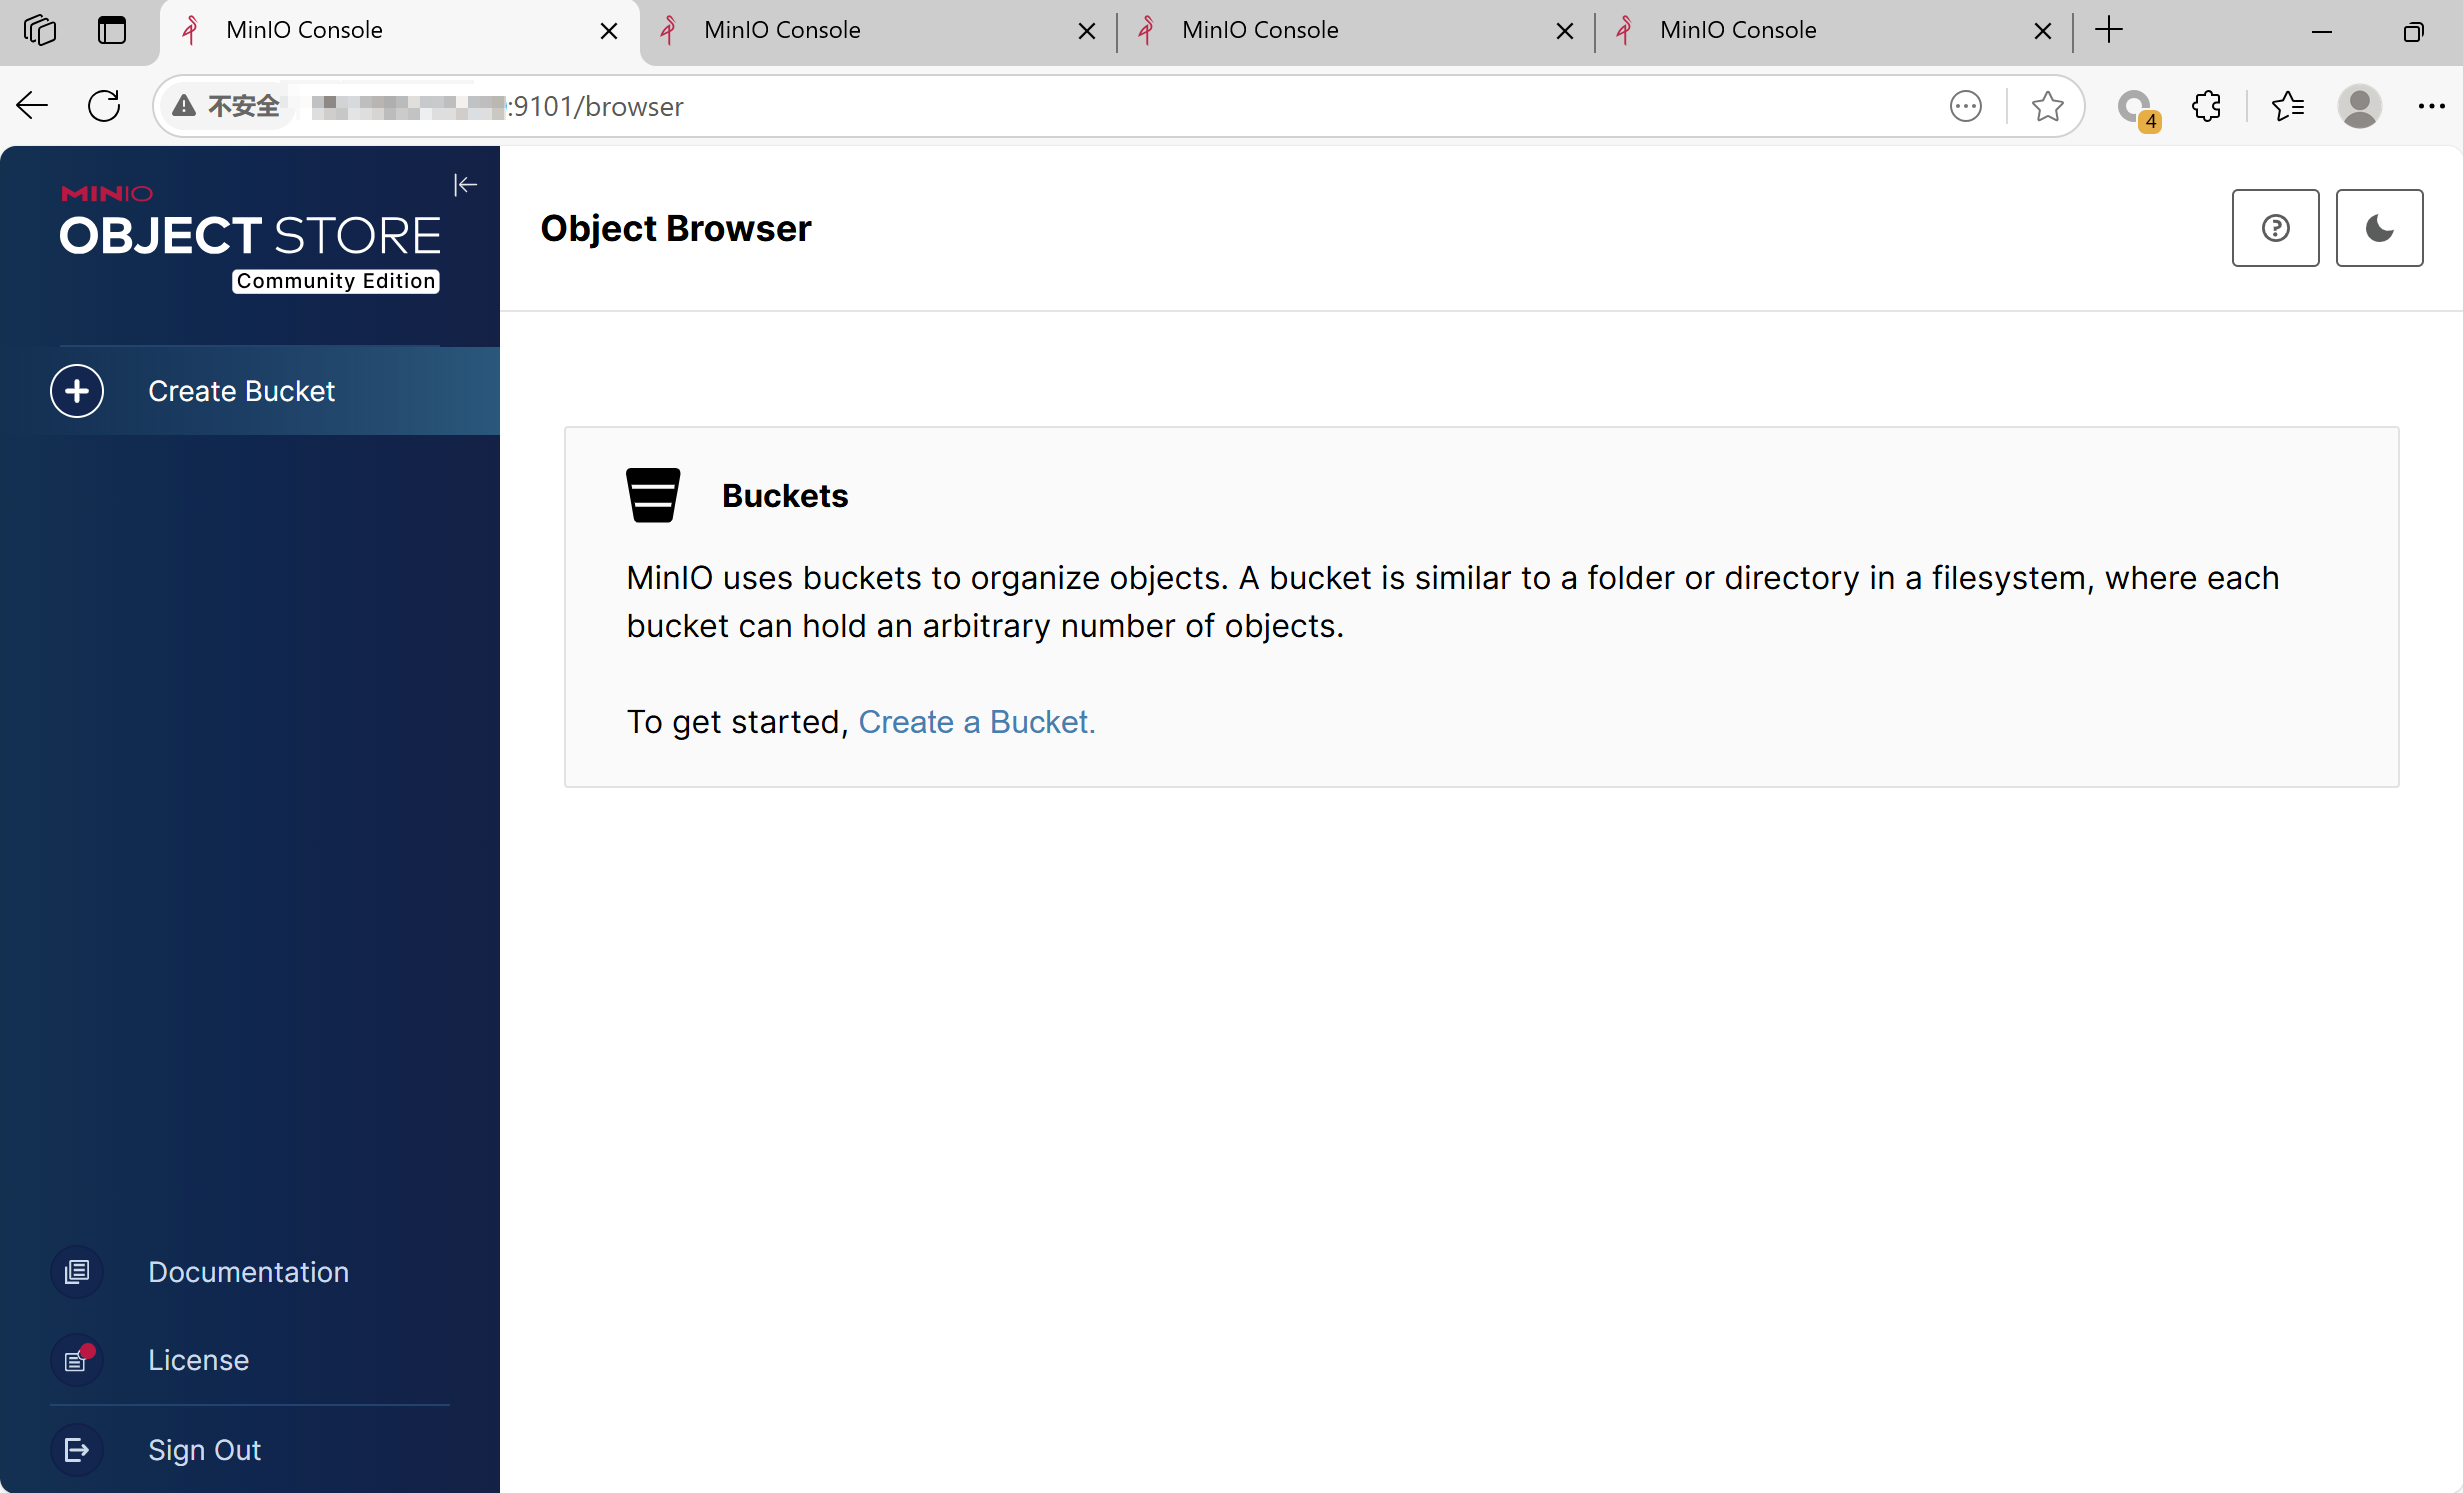 MinIO Console
MinIO Console
MinIO Console
MinIO Console
不安全
:9101/browser
4
MINIO
OBJECT STORE
Community Edition
Object Browser
Create Bucket
Buckets
MinIO uses buckets to organize objects. A bucket is similar to a folder or directory in a filesystem, where each
bucket can hold an arbitrary number of objects.
To get started, Create a Bucket.
Documentation
License
Sign Out